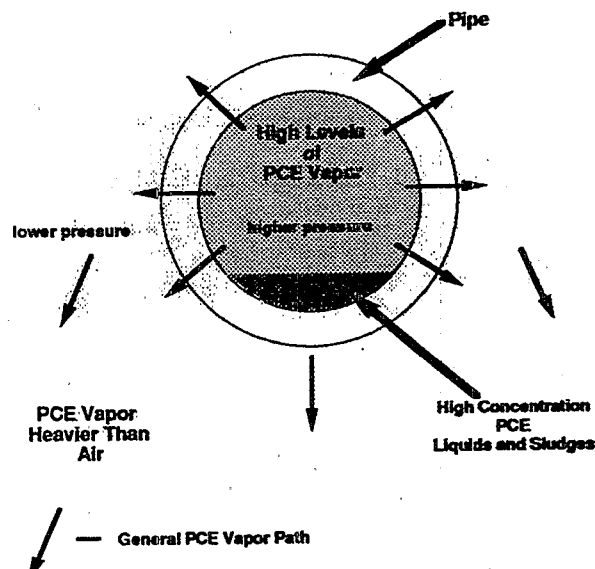 Pipe
High Levels
of
PCE Vapor
higher pressure
lower pressure
PCE Vapor
Heavier Than
Air
High Concentration
PCE
Liquids and Sludges
— General PCE Vapor Path